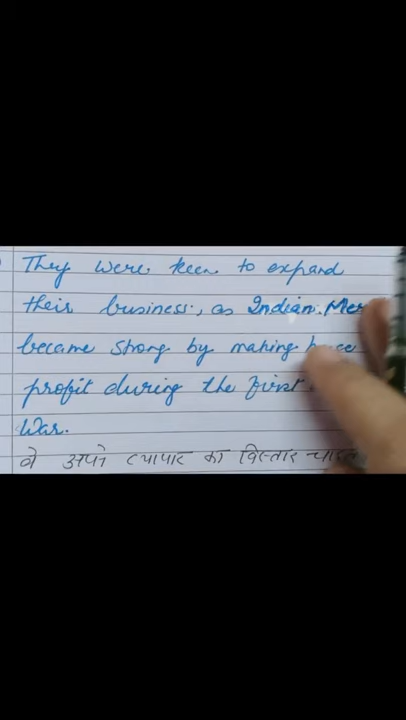 They were keen to expand
their business, as Indian Mer
became strong by making
profit during the first
War.
वे अपने व्यापार का विस्तार